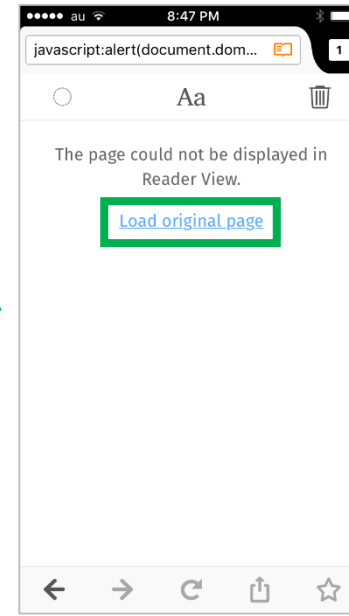 au 8:47 PM
javascript:alert(document.dom... 1
Aa
The page could not be displayed in
Reader View.
Load original page